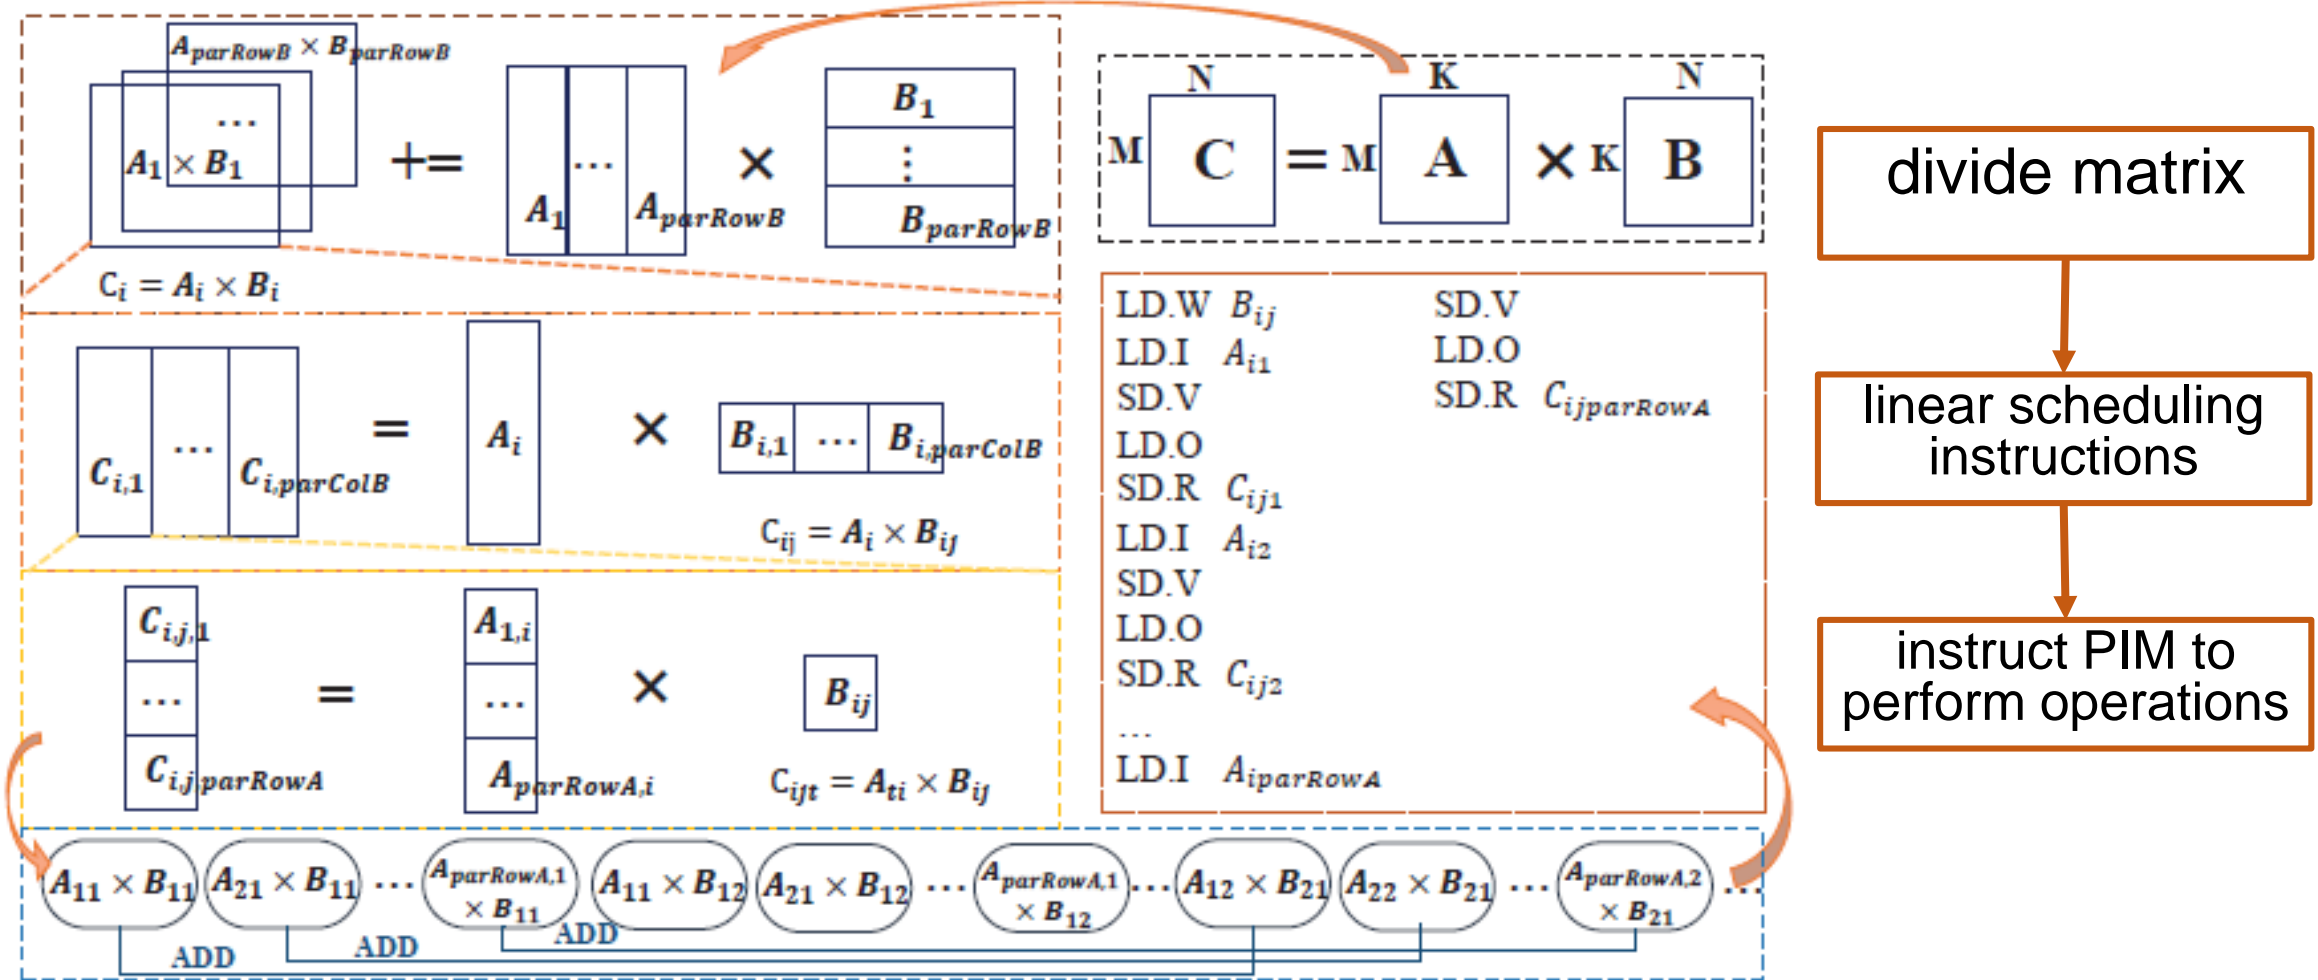 A_parRowB × B_parRowB
...
A_1 × B_1
+=
A_1 ... A_parRowB
×
B_1
⋮
B_parRowB
C_i = A_i × B_i
N K N
M C = M A × K B
C_i,1 ... C_i,parColB = A_i × B_i,1 ... B_i,parColB
C_ij = A_i × B_ij
C_i,j,1
...
C_i,j,parRowA
=
A_1,i
...
A_parRowA,i
×
B_ij
C_ijt = A_ti × B_ij
LD.W B_ij
LD.I A_i1
SD.V
LD.O
SD.R C_ij1
LD.I A_i2
SD.V
LD.O
SD.R C_ij2
...
LD.I A_iparRowA
SD.V
LD.O
SD.R C_ijparRowA
divide matrix
linear scheduling
instructions
instruct PIM to
perform operations
A_11 × B_11
A_21 × B_11
...
A_parRowA,1
× B_11
A_11 × B_12
A_21 × B_12
...
A_parRowA,1
× B_12
...
A_12 × B_21
A_22 × B_21
...
A_parRowA,2
× B_21
...
ADD
ADD
ADD